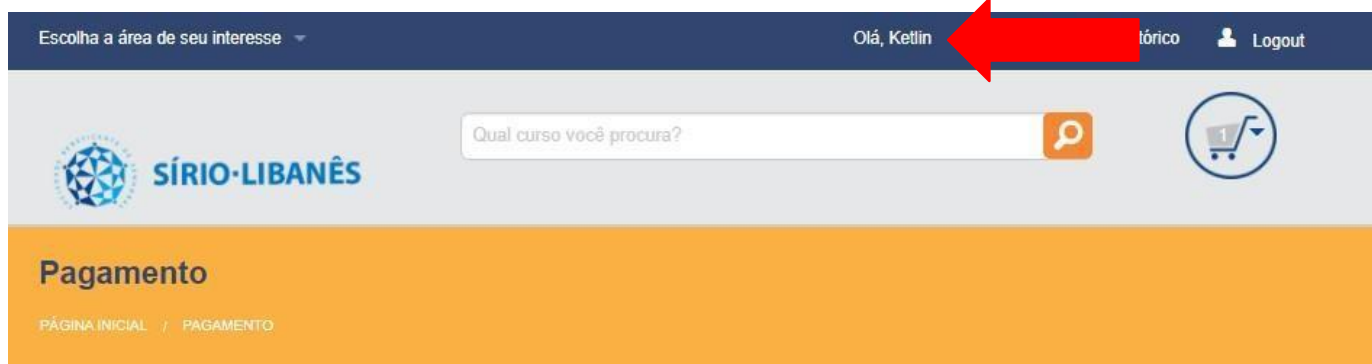 Escolha a área de seu interesse
Olá, Ketlin
tórico
Logout
Qual curso você procura?
1
SÍRIO·LIBANÊS
Pagamento
PÁGINA INICIAL / PAGAMENTO